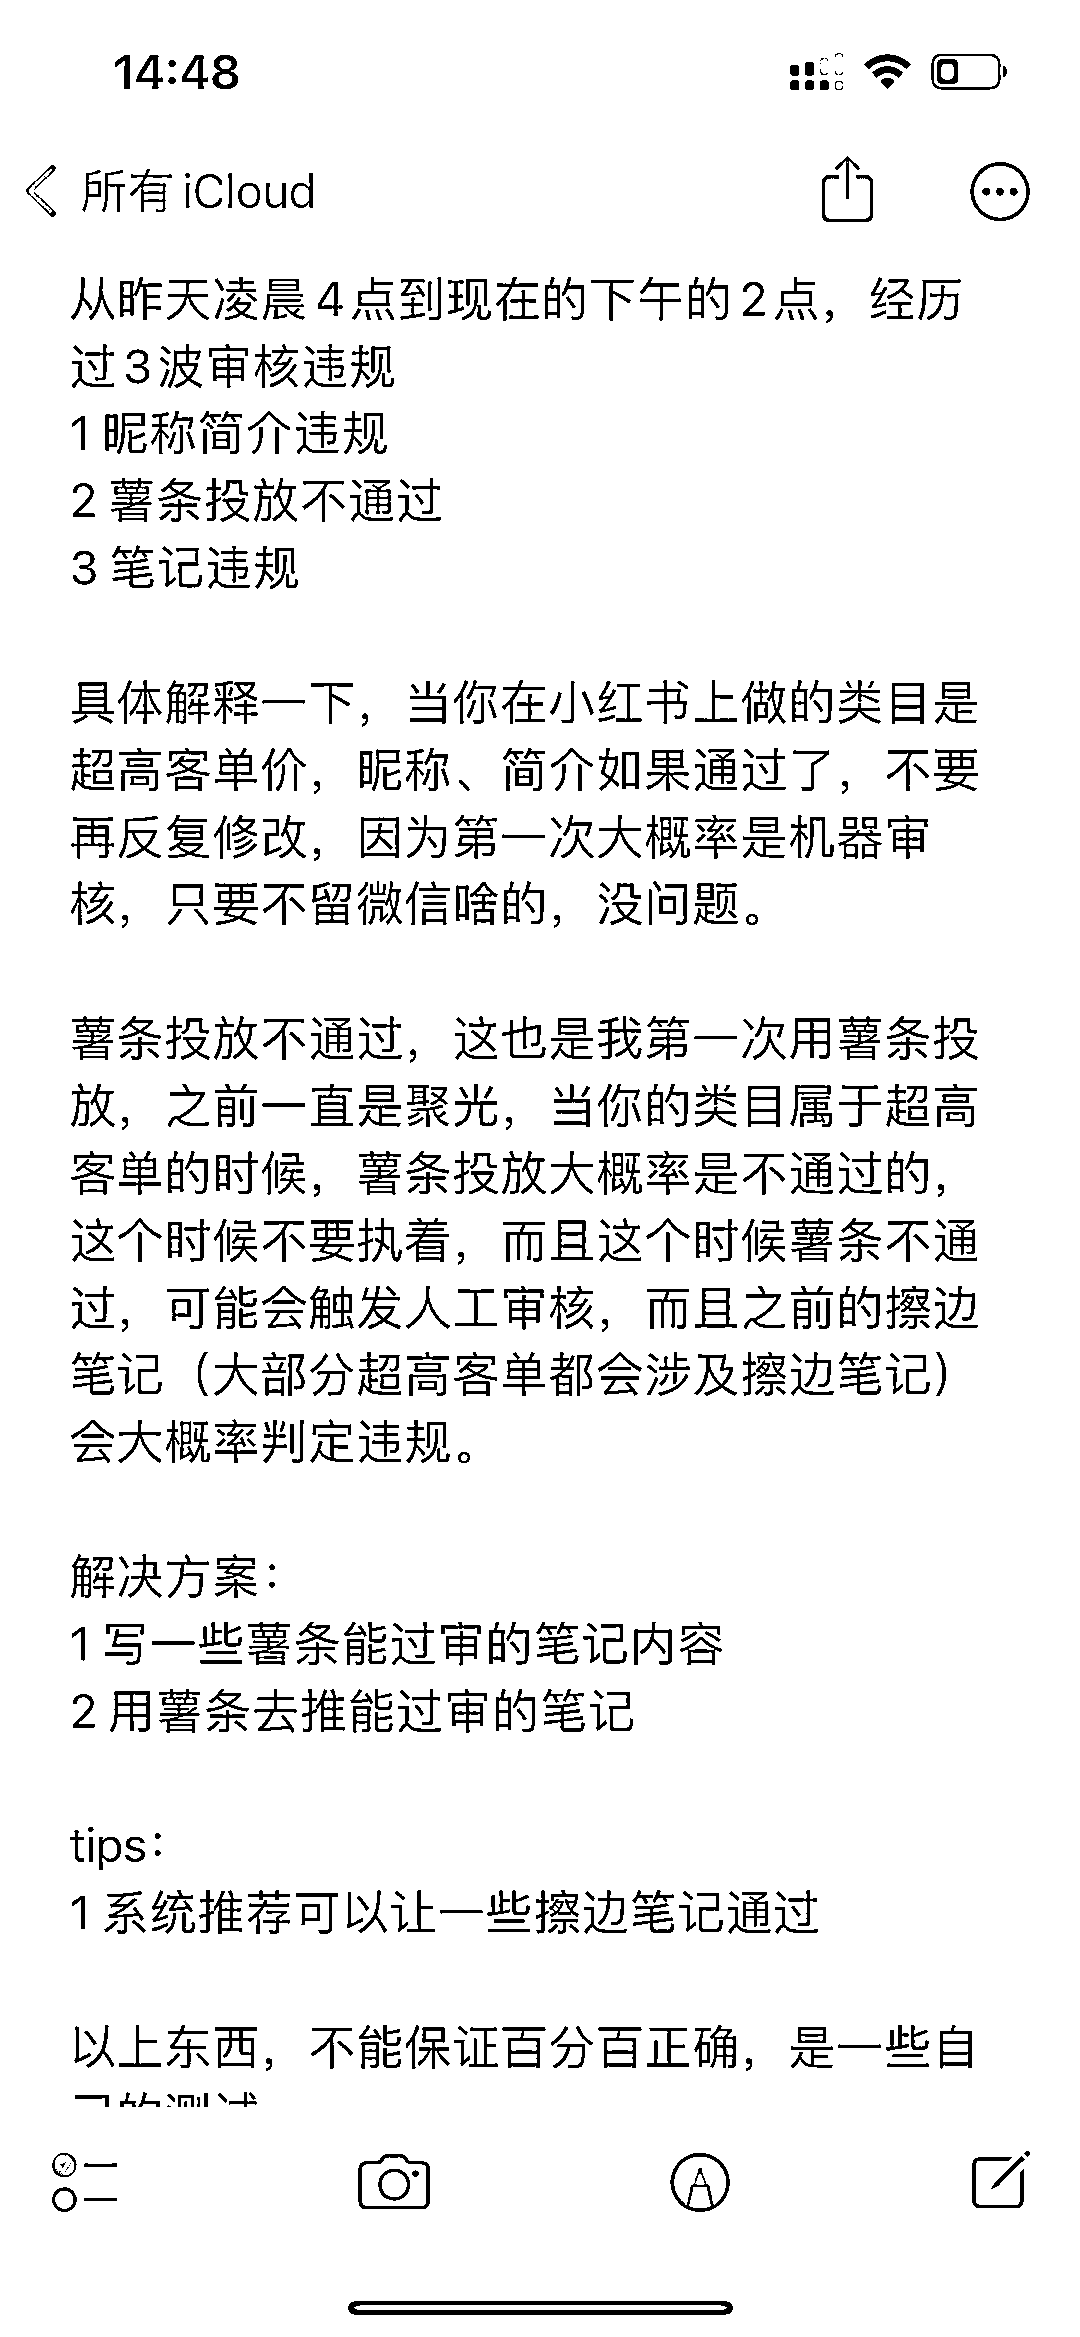 14:48
所有 iCloud
从昨天凌晨4点到现在的下午的2点，经历
过3波审核违规
1昵称简介违规
2 薯条投放不通过
3 笔记违规
具体解释一下，当你在小红书上做的类目是
超高客单价，昵称、简介如果通过了，不要
再反复修改，因为第一次大概率是机器审
核，只要不留微信啥的，没问题。
薯条投放不通过，这也是我第一次用薯条投
放，之前一直是聚光，当你的类目属于超高
客单的时候，薯条投放大概率是不通过的，
这个时候不要执着，而且这个时候薯条不通
过，可能会触发人工审核，而且之前的擦边
笔记（大部分超高客单都会涉及擦边笔记）
会大概率判定违规。
解决方案：
1写一些薯条能过审的笔记内容
2 用薯条去推能过审的笔记
tips：
1系统推荐可以让一些擦边笔记通过
以上东西，不能保证百分百正确，是一些自